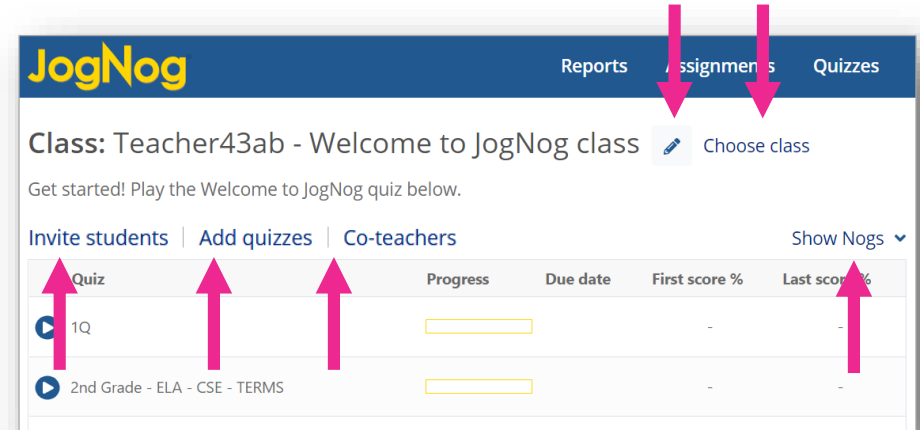 JogNog
Reports Assignments Quizzes
Class: Teacher43ab - Welcome to JogNog class Choose class
Get started! Play the Welcome to JogNog quiz below.
Invite students | Add quizzes | Co-teachers Show Nogs
Quiz Progress Due date First score % Last score %
1Q - -
2nd Grade - ELA - CSE - TERMS - -